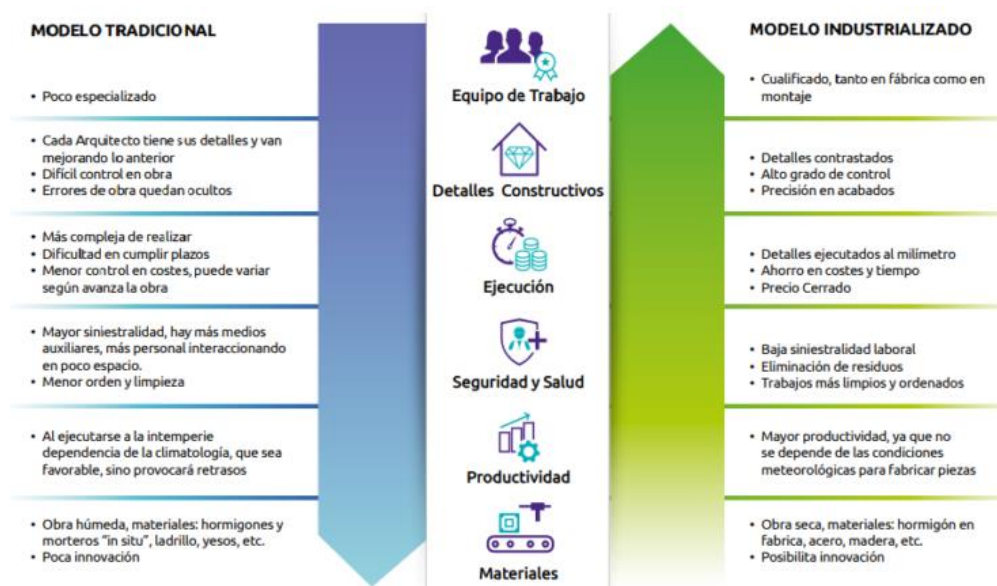 MODELO TRADICIONAL
• Poco especializado
• Cada Arquitecto tiene sus detalles y van
mejorando lo anterior
• Difícil control en obra
• Errores de obra quedan ocultos
• Más compleja de realizar
• Dificultad en cumplir plazos
• Menor control en costes, puede variar
según avanza la obra
• Mayor siniestralidad, hay más medios
auxiliares, más personal interaccionando
en poco espacio.
• Menor orden y limpieza
• Al ejecutarse a la intemperie
dependencia de la climatología, que sea
favorable, sino provocará retrasos
• Obra húmeda, materiales: hormigones y
morteros "in situ", ladrillo, yesos, etc.
• Poca innovación
Equipo de Trabajo
Detalles Constructivos
Ejecución
Seguridad y Salud
Productividad
Materiales
MODELO INDUSTRIALIZADO
• Cualificado, tanto en fábrica como en
montaje
• Detalles contrastados
• Alto grado de control
• Precisión en acabados
• Detalles ejecutados al milímetro
• Ahorro en costes y tiempo
• Precio Cerrado
• Baja siniestralidad laboral
• Eliminación de residuos
• Trabajos más limpios y ordenados
• Mayor productividad, ya que no
se depende de las condiciones
meteorológicas para fabricar piezas
• Obra seca, materiales: hormigón en
fabrica, acero, madera, etc.
• Posibilita innovación